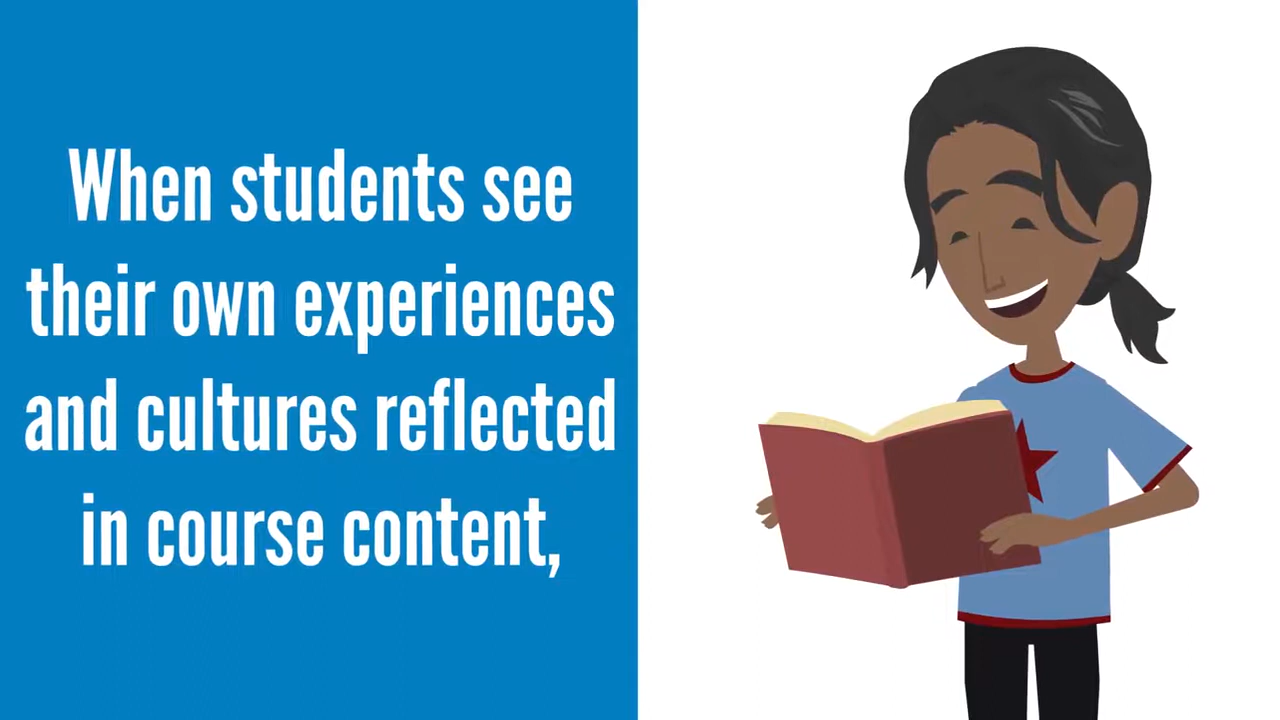 When students see
their own experiences
and cultures reflected
in course content,